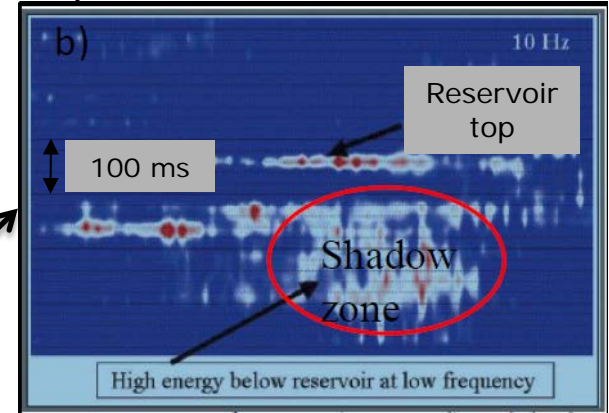 b)
10 Hz
Reservoir
top
100 ms
Shadow
zone
High energy below reservoir at low frequency